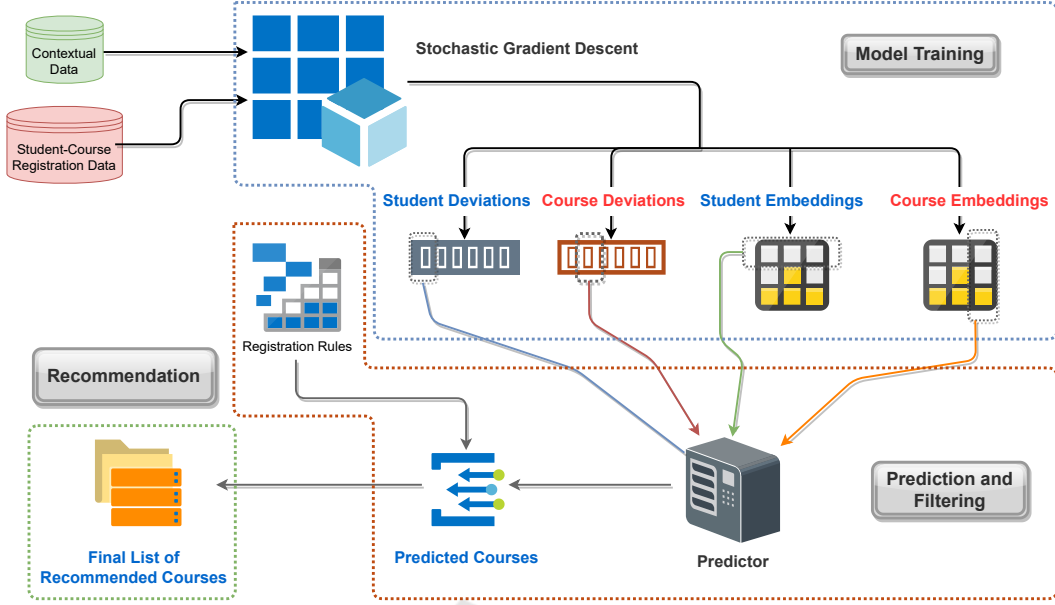 Contextual
Data
Stochastic Gradient Descent
Model Training
Student-Course
Registration Data
Student Deviations
Course Deviations
Student Embeddings
Course Embeddings
Registration Rules
Recommendation
Prediction and
Filtering
Final List of
Recommended Courses
Predicted Courses
Predictor